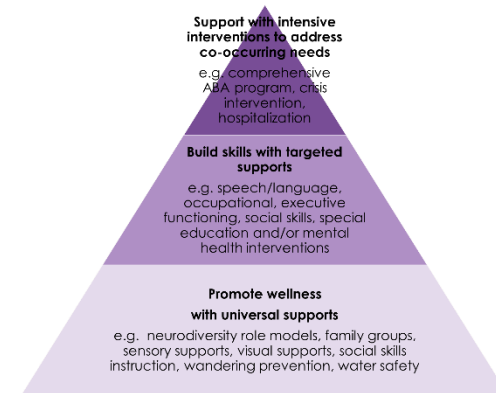 Support with intensive
interventions to address
co-occurring needs
e.g. comprehensive
ABA program, crisis
intervention,
hospitalization
Build skills with targeted
supports
e.g. speech/language,
occupational, executive
functioning, social skills, special
education and/or mental
health interventions
Promote wellness
with universal supports
e.g. neurodiversity role models, family groups,
sensory supports, visual supports, social skills
instruction, wandering prevention, water safety